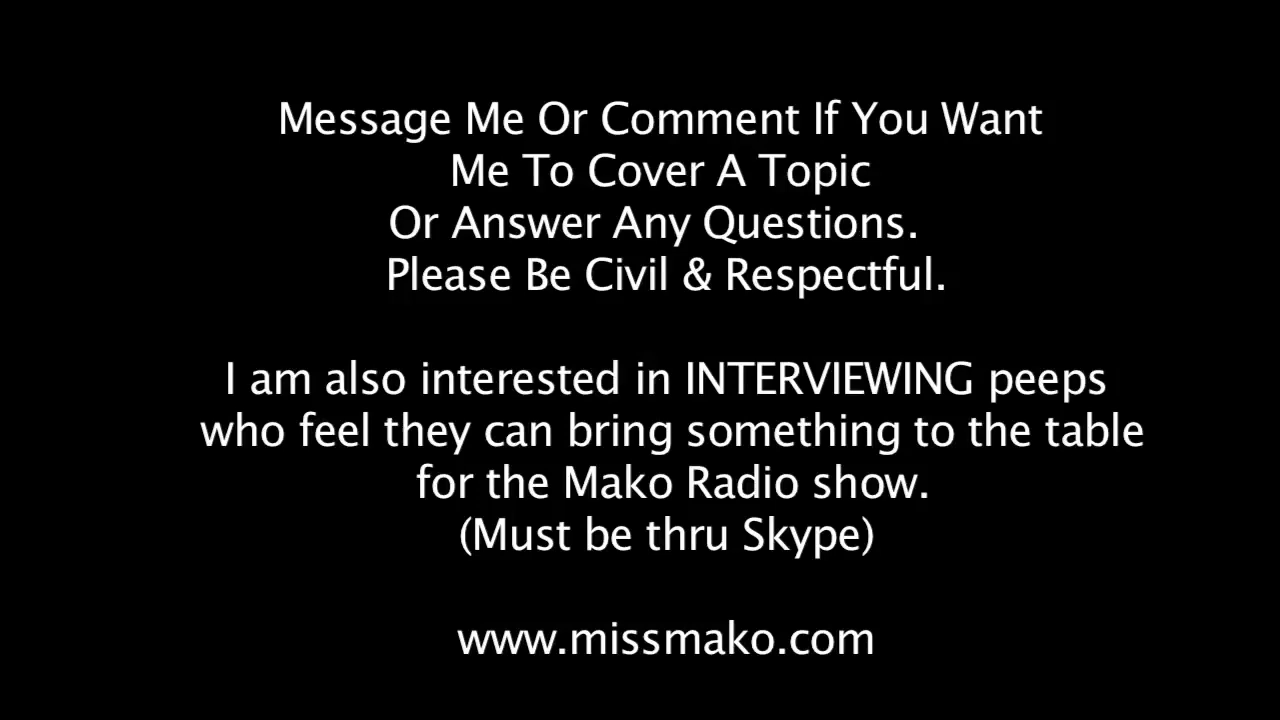 Message Me Or Comment If You Want
Me To Cover A Topic
Or Answer Any Questions.
Please Be Civil & Respectful.
I am also interested in INTERVIEWING peeps
who feel they can bring something to the table
for the Mako Radio show.
(Must be thru Skype)
www.missmako.com